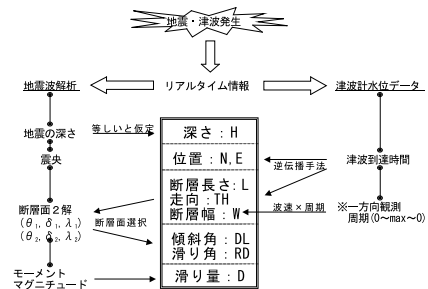 地震・津波発生
地震波解析
リアルタイム情報
津波計水位データ
地震の深さ
等しいと仮定
深さ：H
震央
位置：N,E
逆伝播手法
津波到達時間
断層長さ：L
走向：TH
断層幅：W
断層面２解
(θ₁, δ₁, λ₁)
(θ₂, δ₂, λ₂)
断層面選択
波速×周期
※一方向観測
周期(0～max～0)
傾斜角：DL
滑り角：RD
モーメント
マグニチュード
滑り量：D